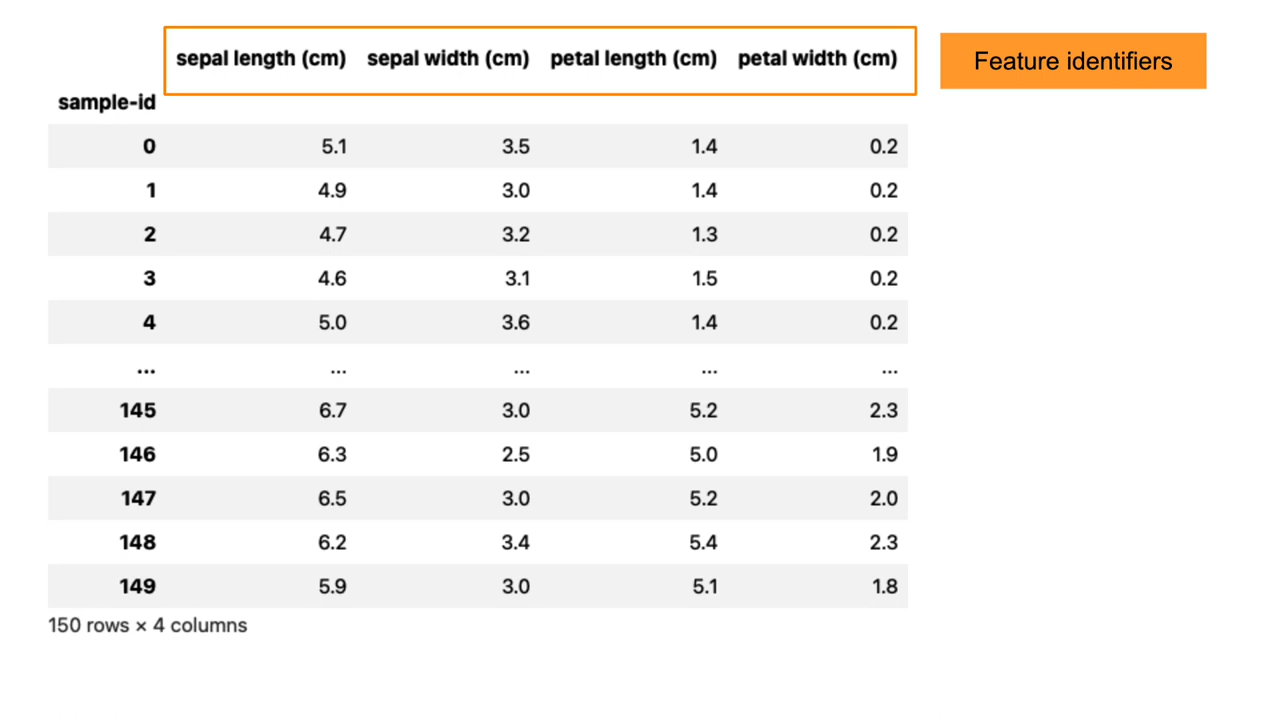 sepal length (cm) sepal width (cm) petal length (cm) petal width (cm)
Feature identifiers
sample-id
0 5.1 3.5 1.4 0.2
1 4.9 3.0 1.4 0.2
2 4.7 3.2 1.3 0.2
3 4.6 3.1 1.5 0.2
4 5.0 3.6 1.4 0.2
... ... ... ... ...
145 6.7 3.0 5.2 2.3
146 6.3 2.5 5.0 1.9
147 6.5 3.0 5.2 2.0
148 6.2 3.4 5.4 2.3
149 5.9 3.0 5.1 1.8
150 rows × 4 columns